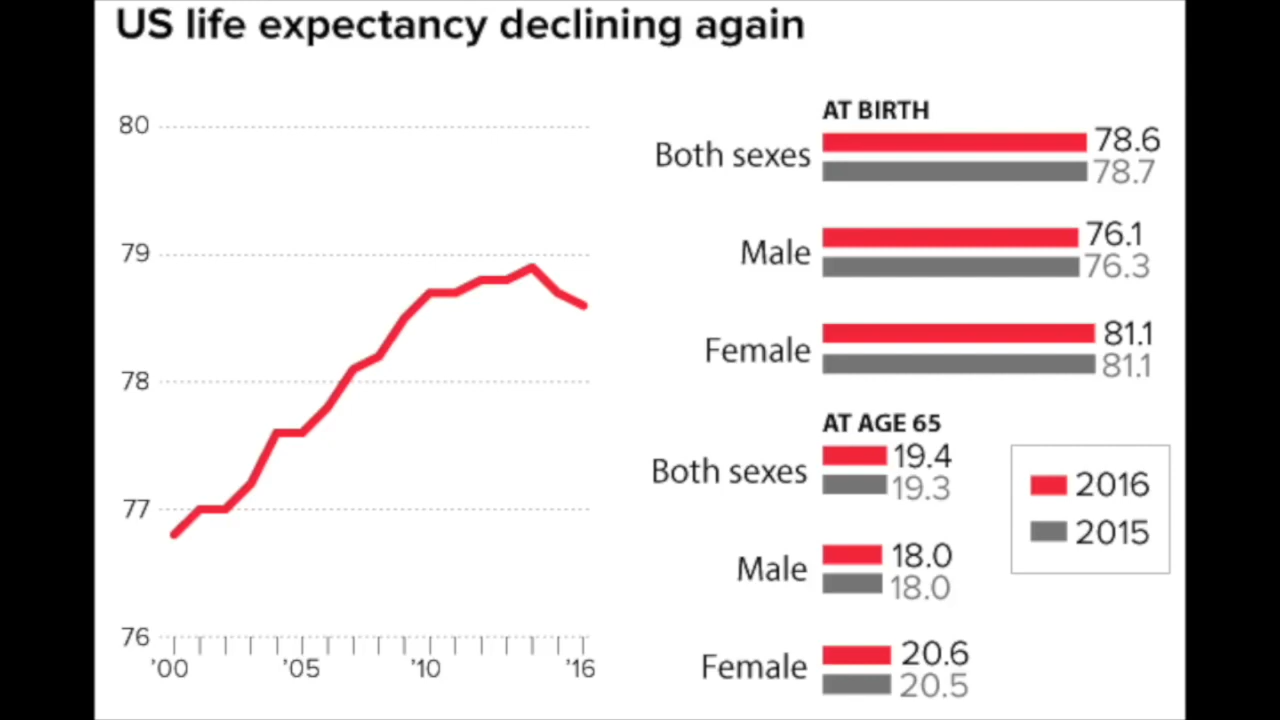 US life expectancy declining again
80
79
78
77
76
'00
'05
'10
'16
AT BIRTH
Both sexes
78.6
78.7
Male
76.1
76.3
Female
81.1
81.1
AT AGE 65
Both sexes
19.4
19.3
Male
18.0
18.0
Female
20.6
20.5
2016
2015